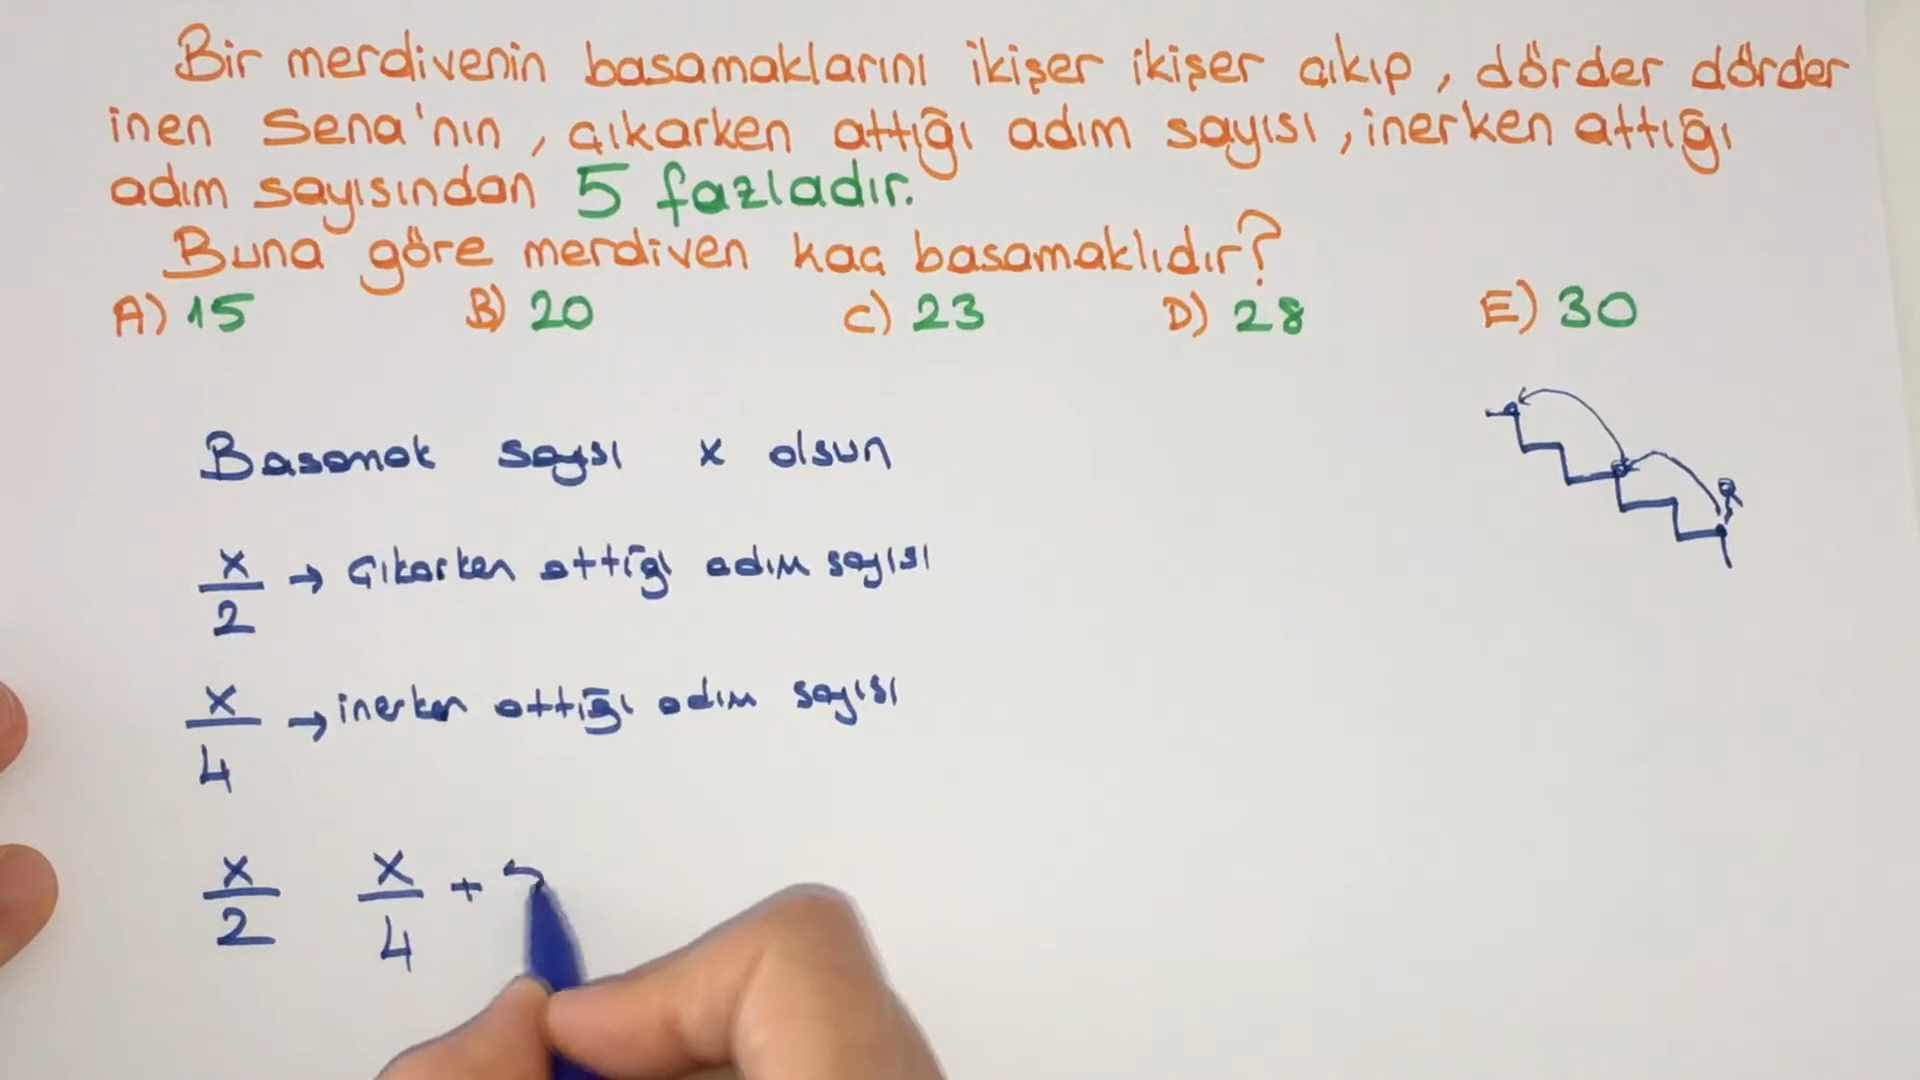 Bir merdivenin basamaklarını ikişer ikişer çıkıp, dörder dörder
inen Sena'nın, çıkarken attığı adım sayısı, inerken attığı
adım sayısından 5 fazladır.
Buna göre merdiven kaç basamaklıdır?
A) 15 B) 20 C) 23 D) 28 E) 30
Basamak sayısı x olsun
x/2 → Çıkarken attığı adım sayısı
x/4 → inerken attığı adım sayısı
x/2 x/4 +